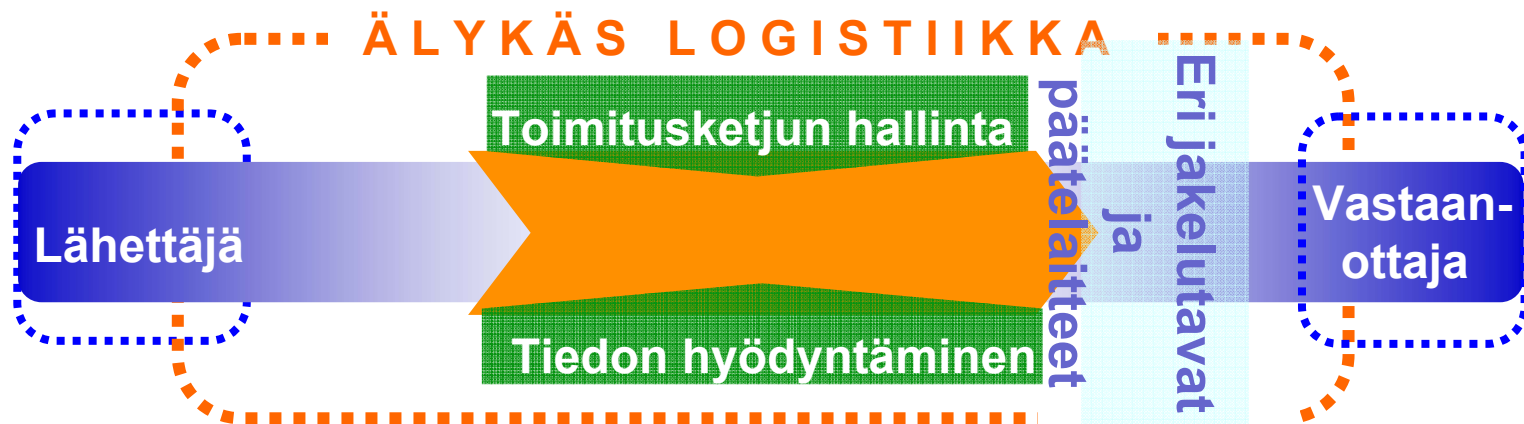 ÄLYKÄS LOGISTIIKKA
Toimitusketjun hallinta
Lähettäjä
Tiedon hyödyntäminen
Eri jakelutavat
ja
päätelaitteet
Vastaan-
ottaja